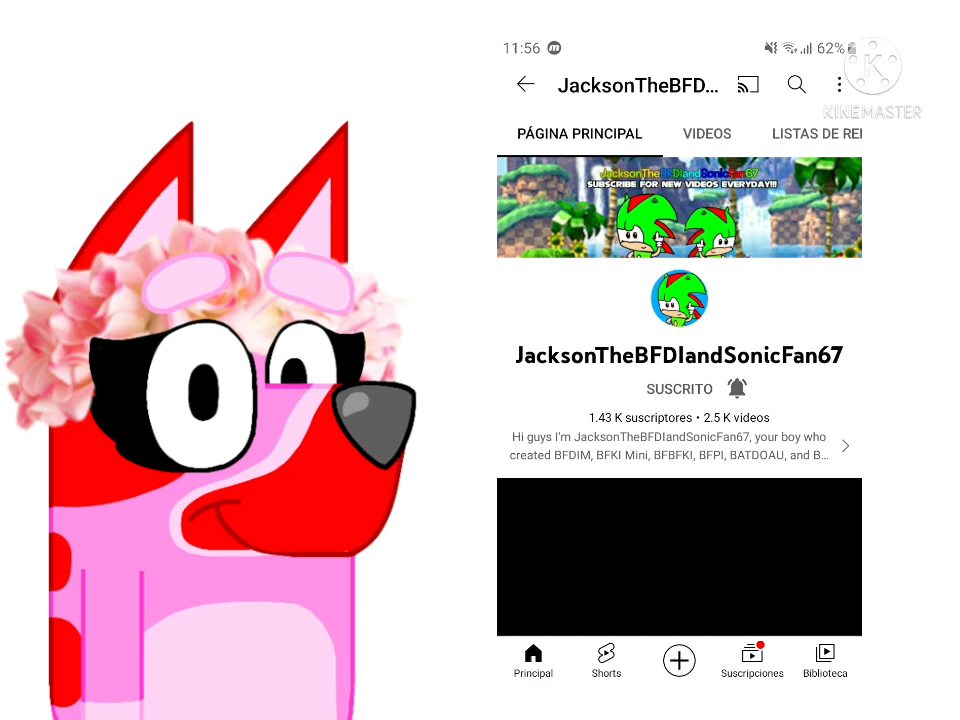 11:56
62%
JacksonTheBFD...
KINEMASTER
PÁGINA PRINCIPAL VIDEOS LISTAS DE REI
JacksonTheBFDIandSonicFan67
SUBSCRIBE FOR NEW VIDEOS EVERYDAY!!!
JacksonTheBFDIandSonicFan67
SUSCRITO
1.43 K suscriptores • 2.5 K videos
Hi guys I'm JacksonTheBFDIandSonicFan67, your boy who
created BFDIM, BFKI Mini, BFBFKI, BFPI, BATDOAU, and B...
Principal Shorts Suscripciones Biblioteca